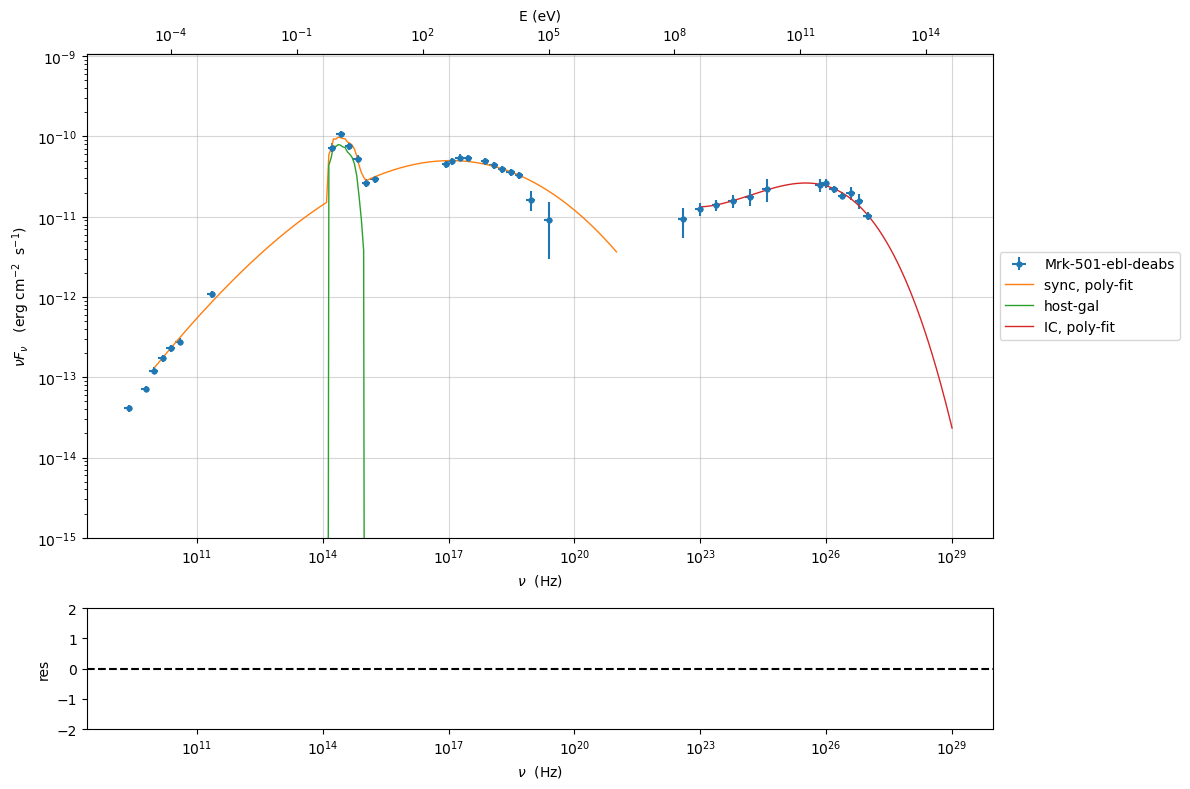 E (eV)
10⁻⁴ 10⁻¹ 10² 10⁵ 10⁸ 10¹¹ 10¹⁴
10⁻⁹
10⁻¹⁰
10⁻¹¹
10⁻¹²
10⁻¹³
10⁻¹⁴
10⁻¹⁵
νFᵥ (erg cm⁻² s⁻¹)
10¹¹ 10¹⁴ 10¹⁷ 10²⁰ 10²³ 10²⁶ 10²⁹
ν (Hz)
Mrk-501-ebl-deabs
sync, poly-fit
host-gal
IC, poly-fit
2
1
0
−1
−2
res
10¹¹ 10¹⁴ 10¹⁷ 10²⁰ 10²³ 10²⁶ 10²⁹
ν (Hz)